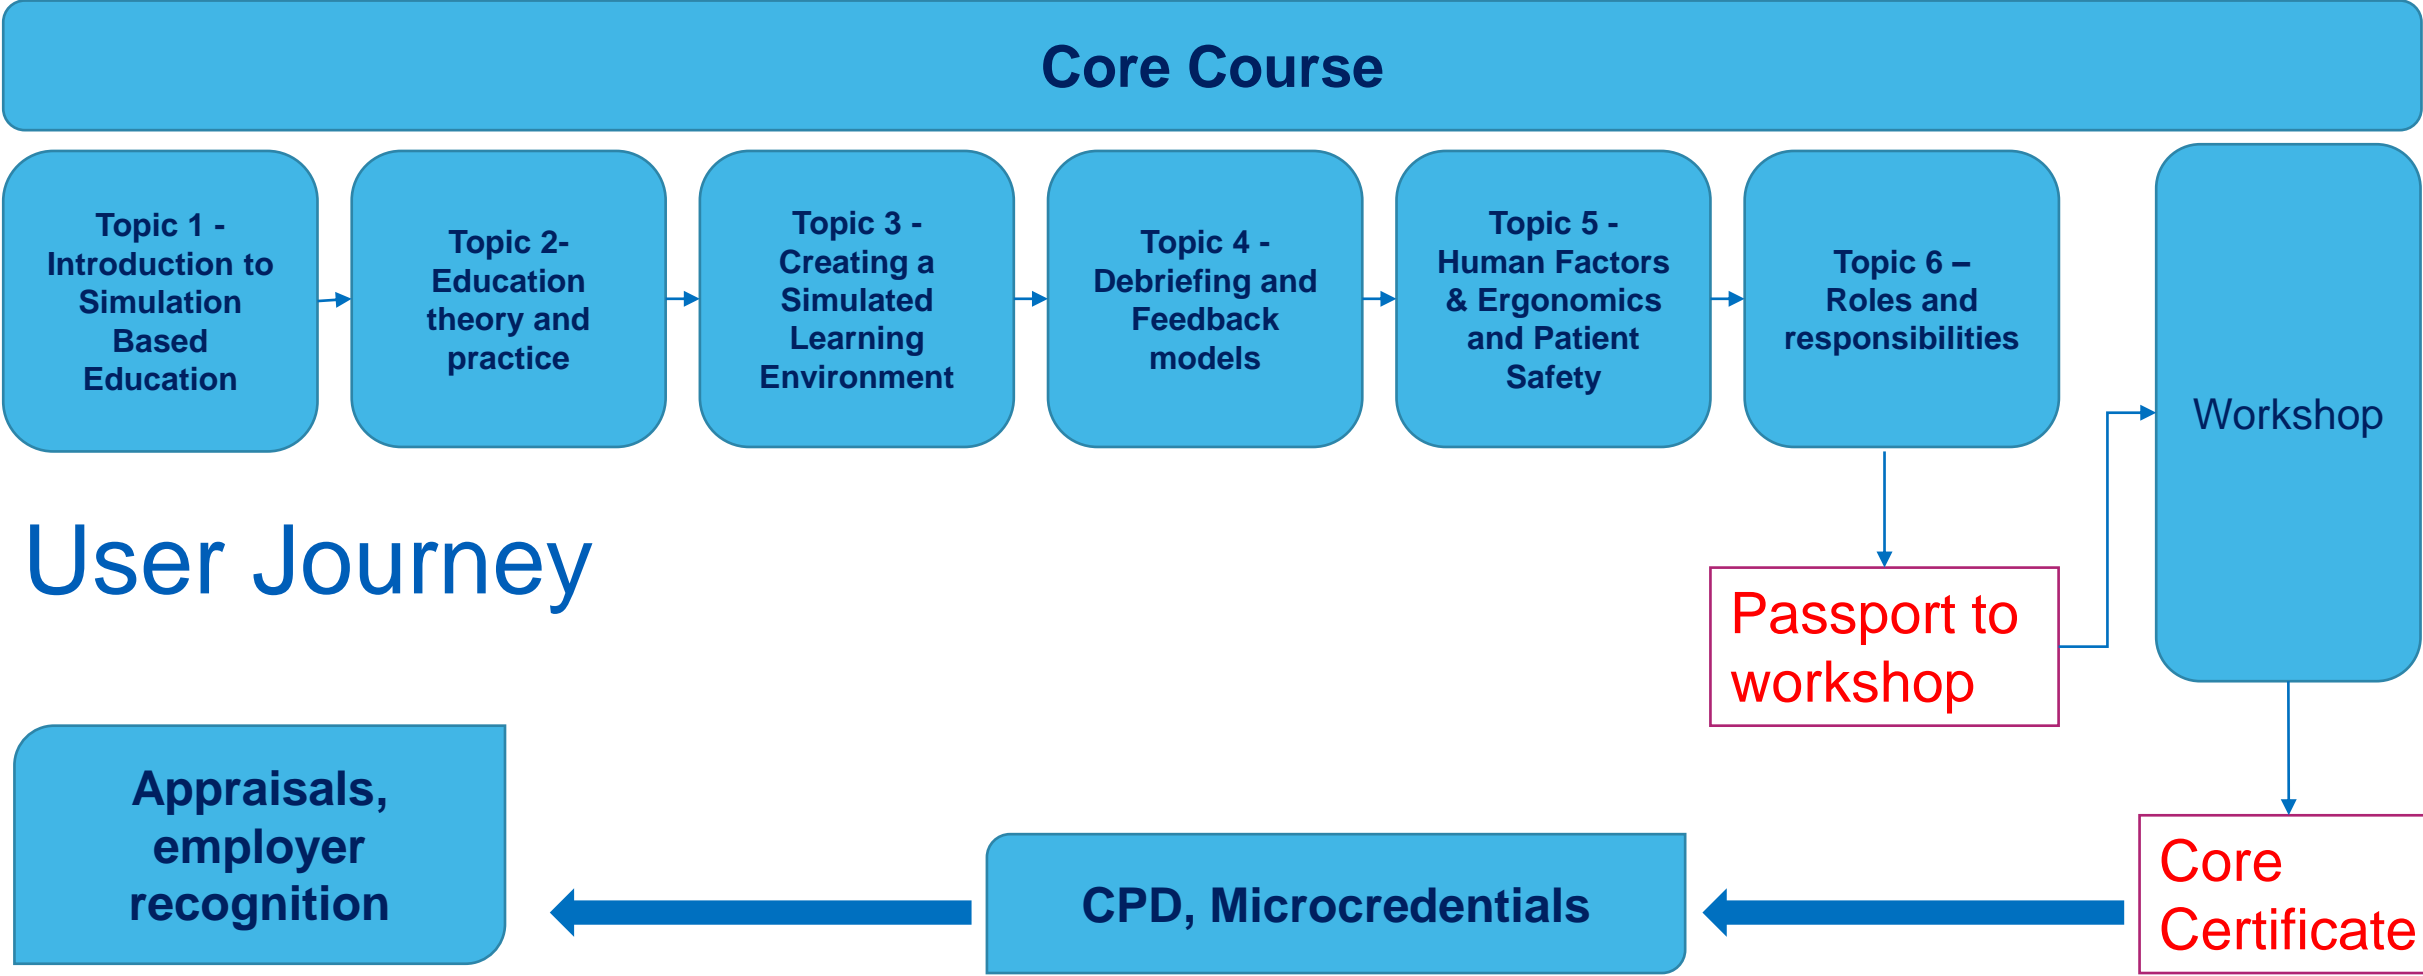 Core Course
Topic 1 -
Introduction to
Simulation
Based
Education
Topic 2-
Education
theory and
practice
Topic 3 -
Creating a
Simulated
Learning
Environment
Topic 4 -
Debriefing and
Feedback
models
Topic 5 -
Human Factors
& Ergonomics
and Patient
Safety
Topic 6 –
Roles and
responsibilities
Workshop
User Journey
Passport to
workshop
Appraisals,
employer
recognition
CPD, Microcredentials
Core
Certificate